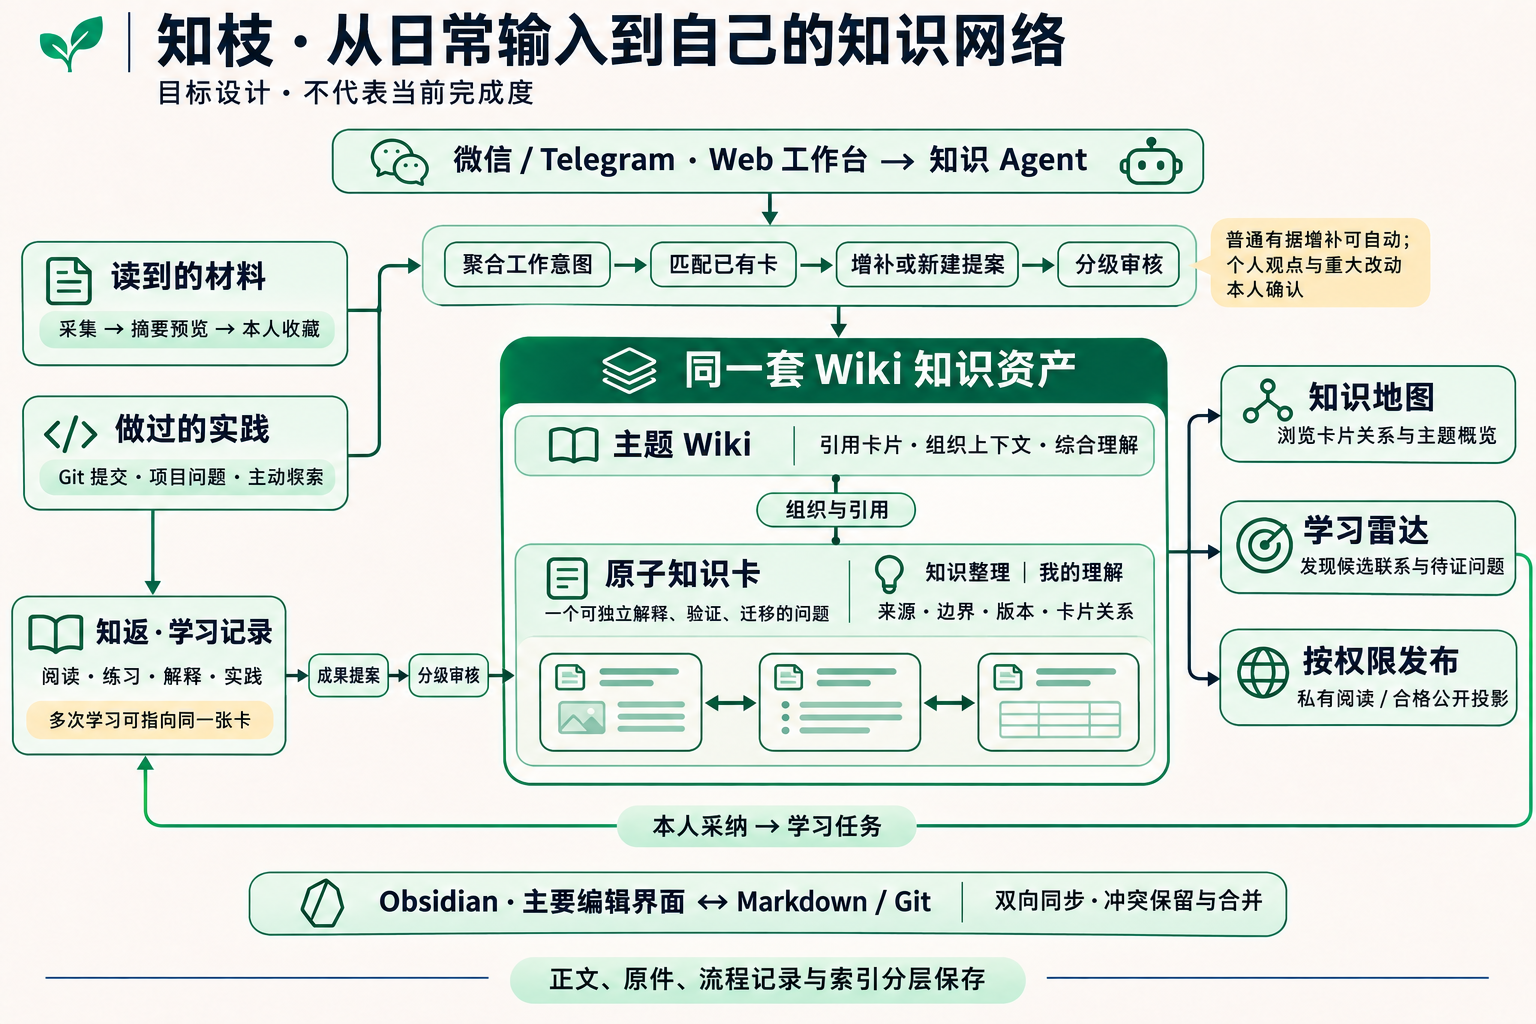 知枝·从日常输入到自己的知识网络
目标设计·不代表当前完成度
微信 / Telegram · Web 工作台 → 知识 Agent
聚合工作意图
匹配已有卡
增补或新建提案
分级审核
普通有据增补可自动；
个人观点与重大改动
本人确认
读到的材料
采集 → 摘要预览 → 本人收藏
做过的实践
Git 提交·项目问题·主动
知返·学习记录
阅读·练习·解释·实践
多次学习可指向同一张卡
成果提案
分级审核
同一套 Wiki 知识资产
主题 Wiki
引用卡片·组织上下文·综合理解
组织与引用
原子知识卡
一个可独立解释、验证、迁移的问题
知识整理 | 我的理解
来源·边界·版本·卡片关系
知识地图
浏览卡片关系与主题概览
学习雷达
发现候选联系与待证问题
按权限发布
私有阅读 / 合格公开投影
本人采纳 → 学习任务
Obsidian · 主要编辑界面 ↔ Markdown / Git
双向同步·冲突保留与合并
正文、原件、流程记录与索引分层保存